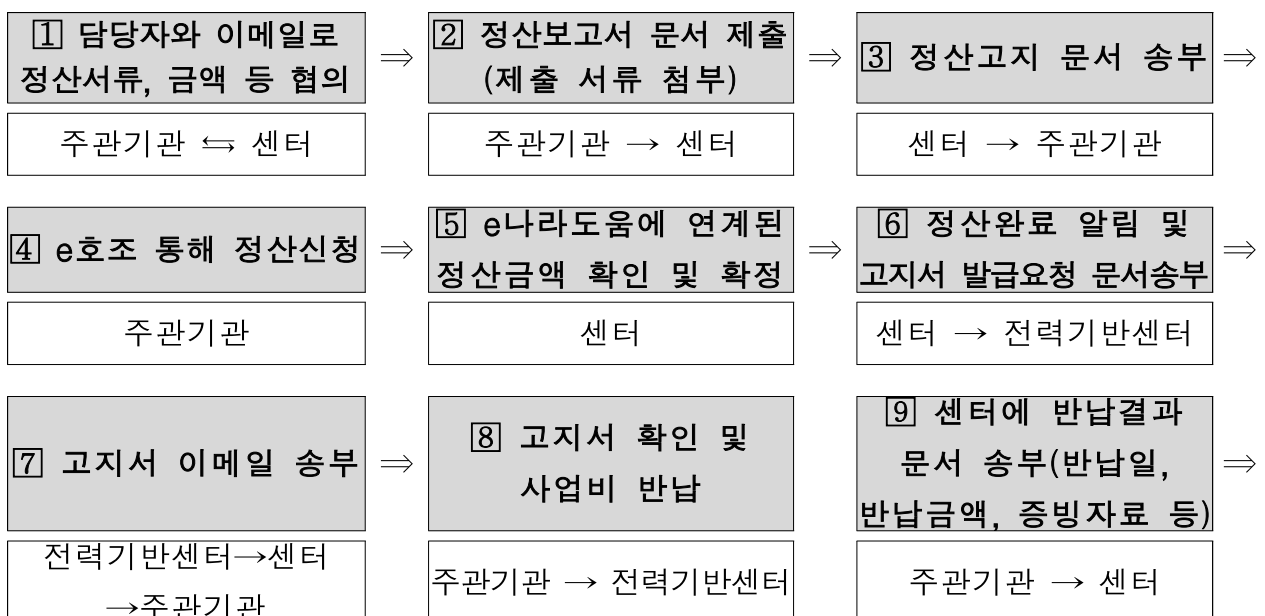 1 담당자와 이메일로
정산서류, 금액 등 협의
⇒
2 정산보고서 문서 제출
(제출 서류 첨부)
⇒
3 정산고지 문서 송부
⇒
주관기관 ⇆ 센터
주관기관 → 센터
센터 → 주관기관
4 e호조 통해 정산신청
⇒
5 e나라도움에 연계된
정산금액 확인 및 확정
⇒
6 정산완료 알림 및
고지서 발급요청 문서송부
⇒
주관기관
센터
센터 → 전력기반센터
7 고지서 이메일 송부
⇒
8 고지서 확인 및
사업비 반납
9 센터에 반납결과
문서 송부(반납일,
반납금액, 증빙자료 등)
⇒
전력기반센터→센터
→주관기관
주관기관 → 전력기반센터
주관기관 → 센터